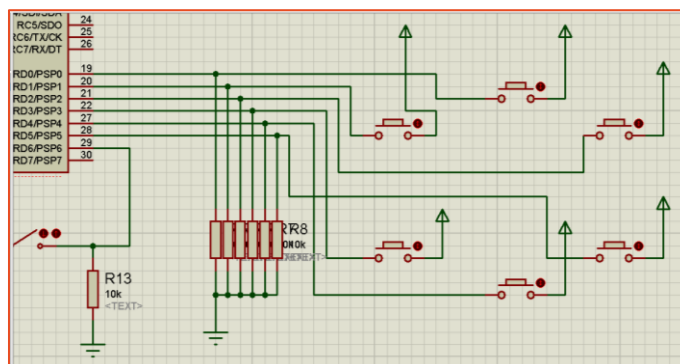 RC5/SDO 24
RC6/TX/CK 25
RC7/RX/DT 26
RD0/PSP0 19
RD1/PSP1 20
RD2/PSP2 21
RD3/PSP3 22
RD4/PSP4 27
RD5/PSP5 28
RD6/PSP6 29
RD7/PSP7 30
R8
10k
R13
10k
<TEXT>